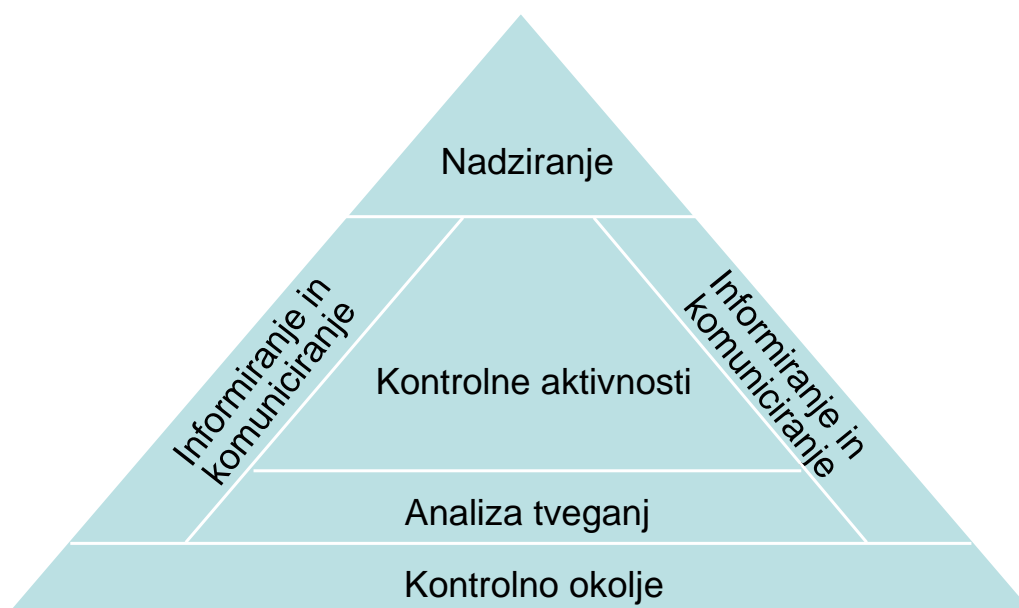 Nadziranje
Informiranje in
komuniciranje
Informiranje in
komuniciranje
Kontrolne aktivnosti
Analiza tveganj
Kontrolno okolje